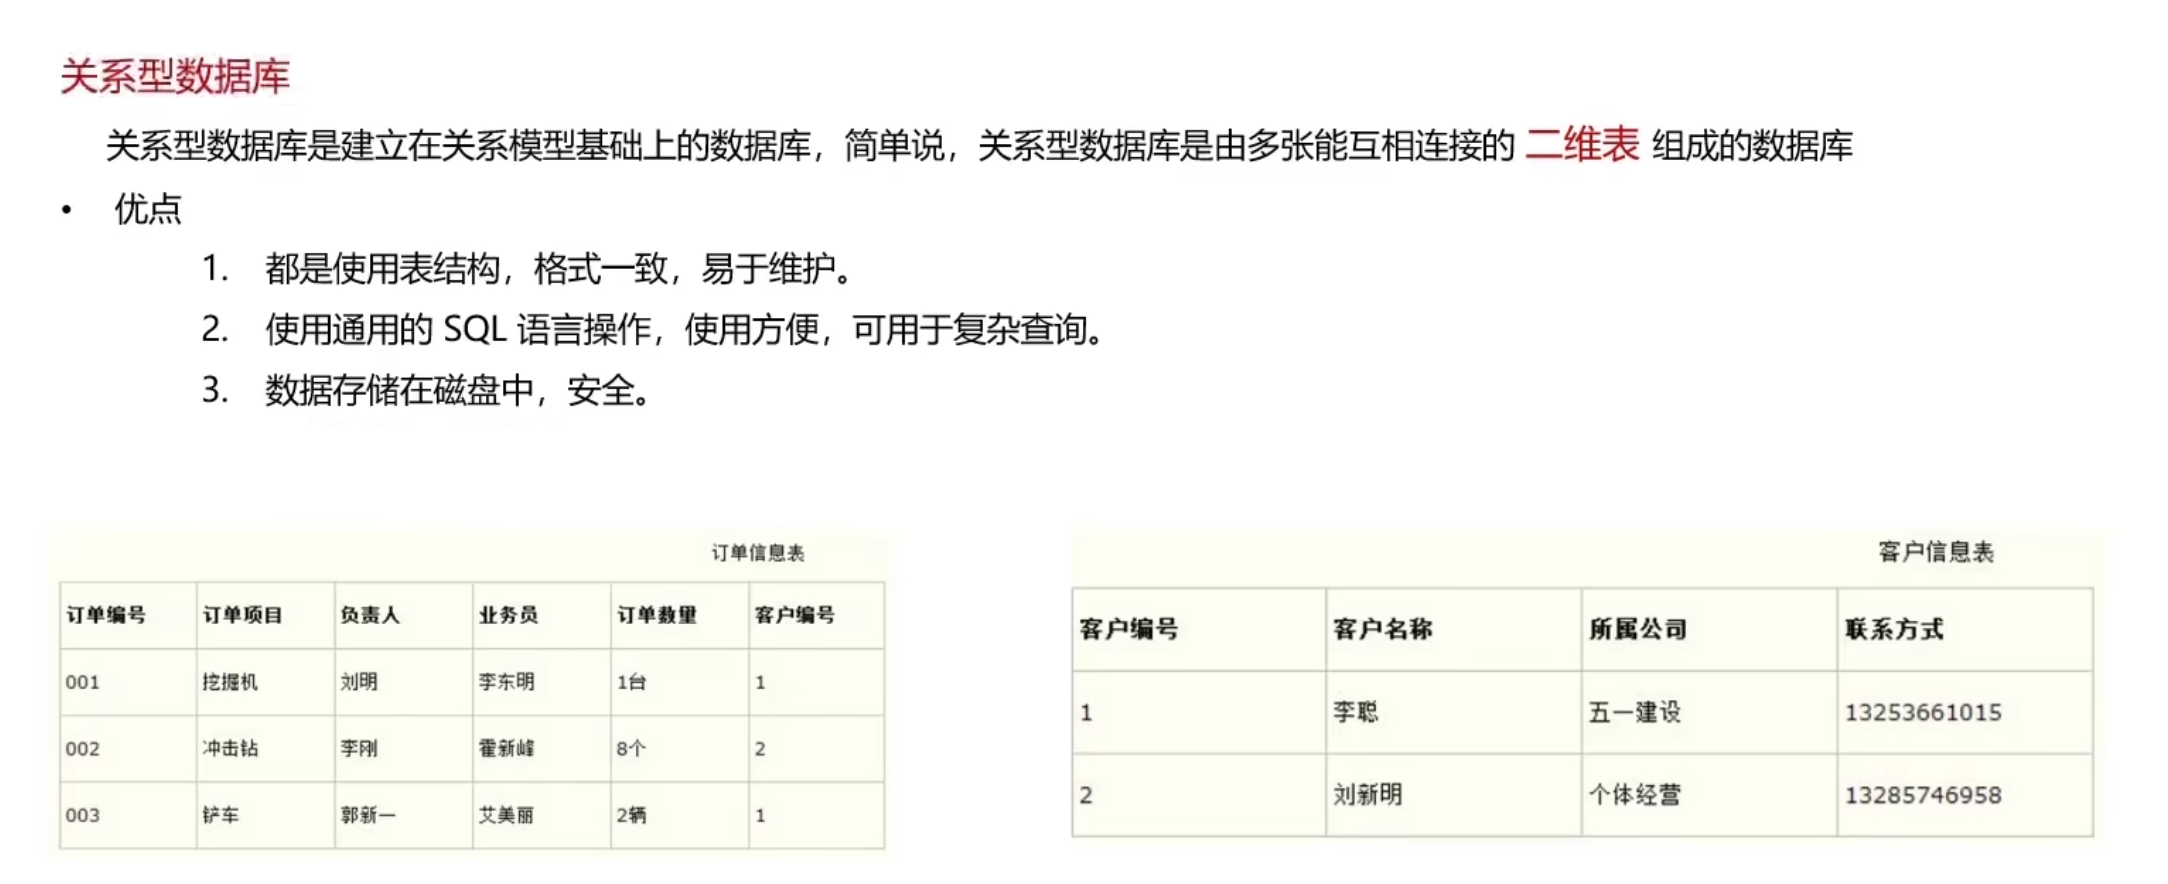 关系型数据库
关系型数据库是建立在关系模型基础上的数据库，简单说，关系型数据库是由多张能互相连接的 二维表 组成的数据库
• 优点
1. 都是使用表结构，格式一致，易于维护。
2. 使用通用的 SQL 语言操作，使用方便，可用于复杂查询。
3. 数据存储在磁盘中，安全。
订单信息表
订单编号 订单项目 负责人 业务员 订单数量 客户编号
001 挖掘机 刘明 李东明 1台 1
002 冲击钻 李刚 霍新峰 8个 2
003 铲车 郭新一 艾美丽 2辆 1
客户信息表
客户编号 客户名称 所属公司 联系方式
1 李聪 五一建设 13253661015
2 刘新明 个体经营 13285746958